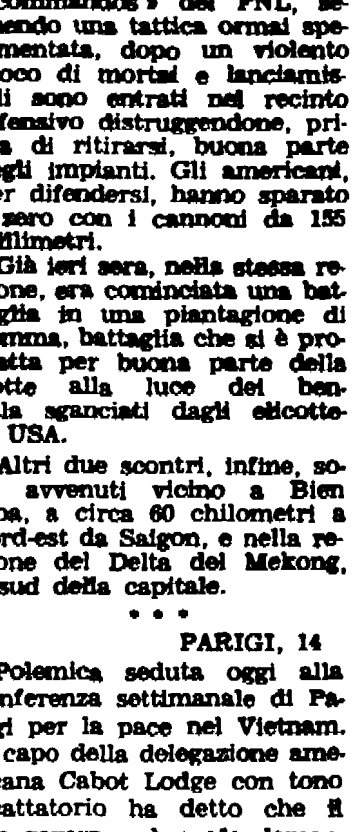 commandos» del FNL, se-
nendo una tattica ormai spe-
mentata, dopo un violento
oco di mortai e lanciamis-
li sono entrati nel recinto
fensivo distruggendone, pri-
a di ritirarsi, buona parte
egli impianti. Gli americani,
er difendersi, hanno sparato
zero con i cannoni da 155
illimetri.
Già ieri sera, nella stessa re-
one, era cominciata una bat-
glia in una piantagione di
omma, battaglia che si è pro-
atta per buona parte della
otte alla luce dei ben-
la sganciati dagli elicotte-
USA.
Altri due scontri, infine, so-
avvenuti vicino a Bien
oa, a circa 60 chilometri a
ord-est da Saigon, e nella re-
one del Delta del Mekong,
sud della capitale.
* * *
PARIGI, 14
Polemica seduta oggi alla
onferenza settimanale di Pa-
gi per la pace nel Vietnam.
capo della delegazione ame-
cana Cabot Lodge con tono
cattatorio ha detto che il